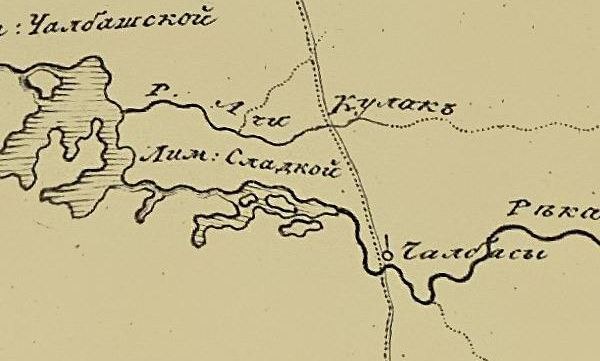 : Чалбашской
Р. Ачи Кулакъ
Лим: Сладкой
Рѣка
Чалбасы